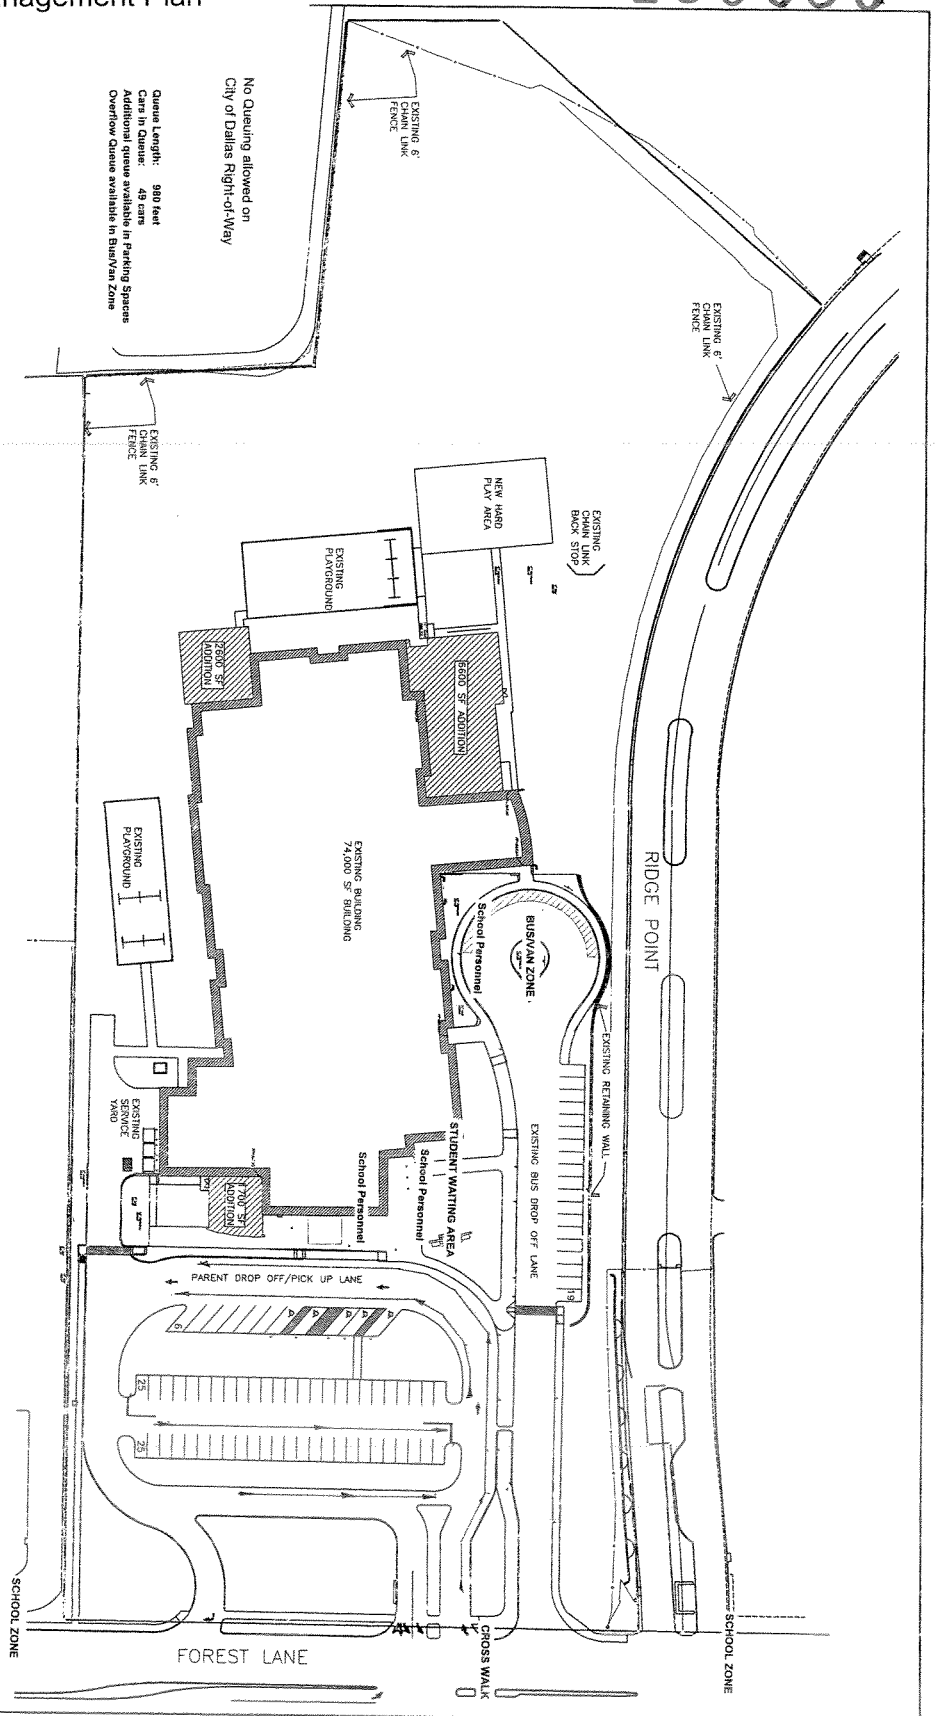 nagement Plan
No Queuing allowed on
City of Dallas Right-of-Way
Queue Length: 980 feet
Cars in Queue: 49 cars
Additional queue available in Parking Spaces
Overflow Queue available in Bus/Van Zone
EXISTING 6'
CHAIN LINK
FENCE
EXISTING 6'
CHAIN LINK
FENCE
EXISTING 6'
CHAIN LINK
FENCE
NEW HARD
PLAY AREA
EXISTING
CHAIN LINK
BACK STOP
EXISTING
PLAYGROUND
2600 SF
ADDITION
6600 SF ADDITION
EXISTING
PLAYGROUND
EXISTING BUILDING
74,000 SF BUILDING
RIDGE POINT
School Personnel
BUS/VAN ZONE
EXISTING RETAINING WALL
EXISTING BUS DROP OFF LANE
19
STUDENT WAITING AREA
School Personnel
School Personnel
EXISTING
SERVICE
YARD
1700 SF
ADDITION
PARENT DROP OFF/PICK UP LANE
6
25
25
SCHOOL ZONE
FOREST LANE
CROSS WALK
SCHOOL ZONE